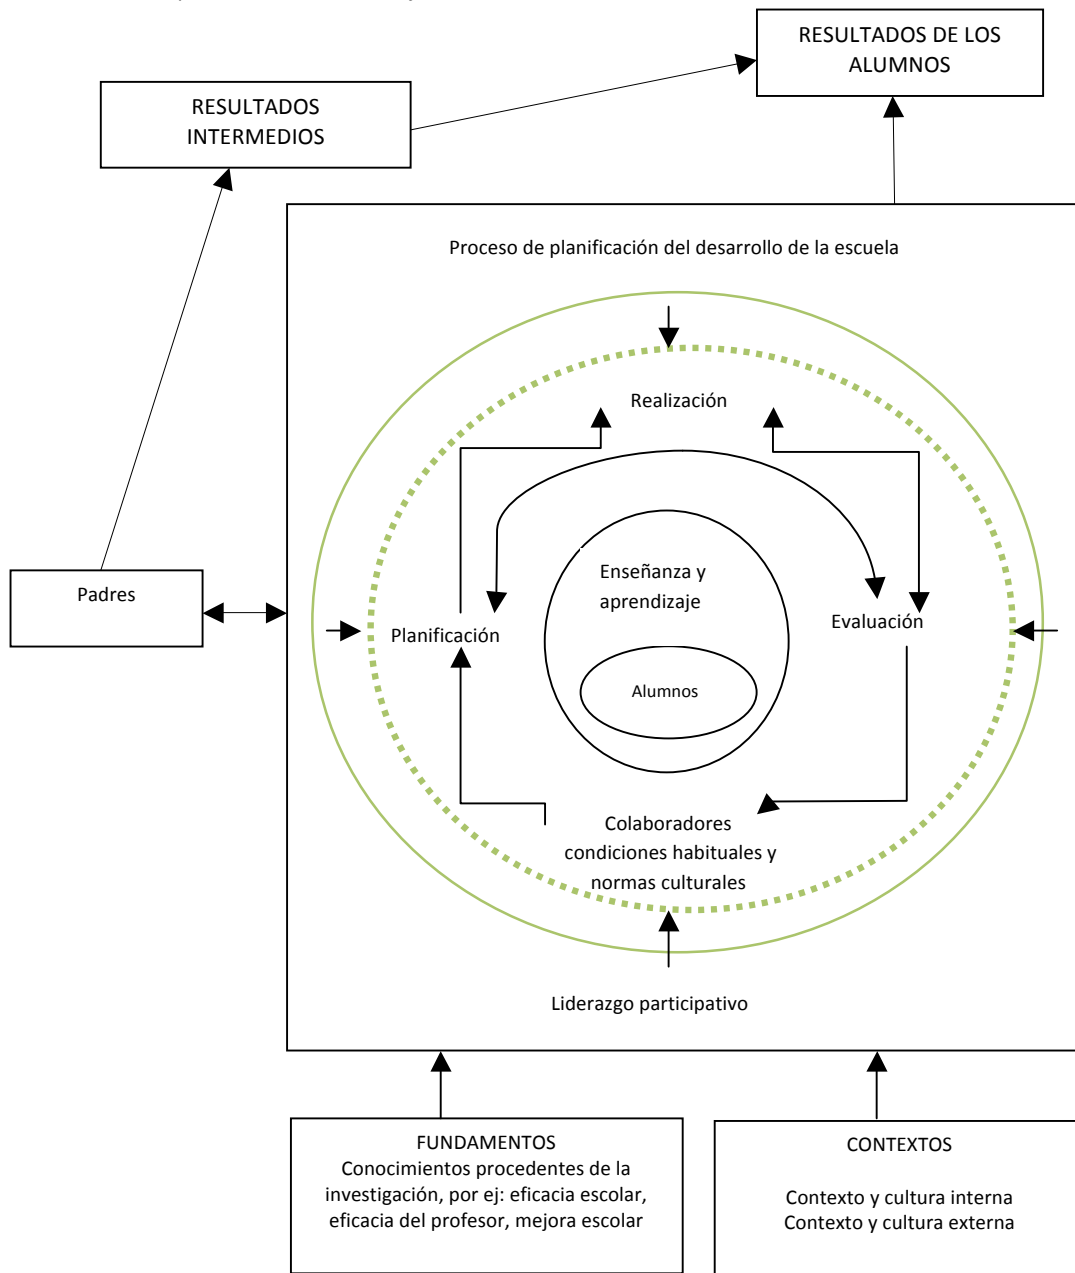 RESULTADOS DE LOS
ALUMNOS
RESULTADOS
INTERMEDIOS
Proceso de planificación del desarrollo de la escuela
Realización
Enseñanza y
aprendizaje
Padres
Planificación
Evaluación
Alumnos
Colaboradores
condiciones habituales y
normas culturales
Liderazgo participativo
FUNDAMENTOS
Conocimientos procedentes de la
investigación, por ej: eficacia escolar,
eficacia del profesor, mejora escolar
CONTEXTOS
Contexto y cultura interna
Contexto y cultura externa